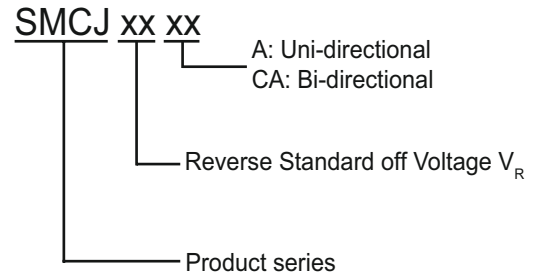 SMCJ xx xx
A: Uni-directional
CA: Bi-directional
Reverse Standard off Voltage VR
Product series